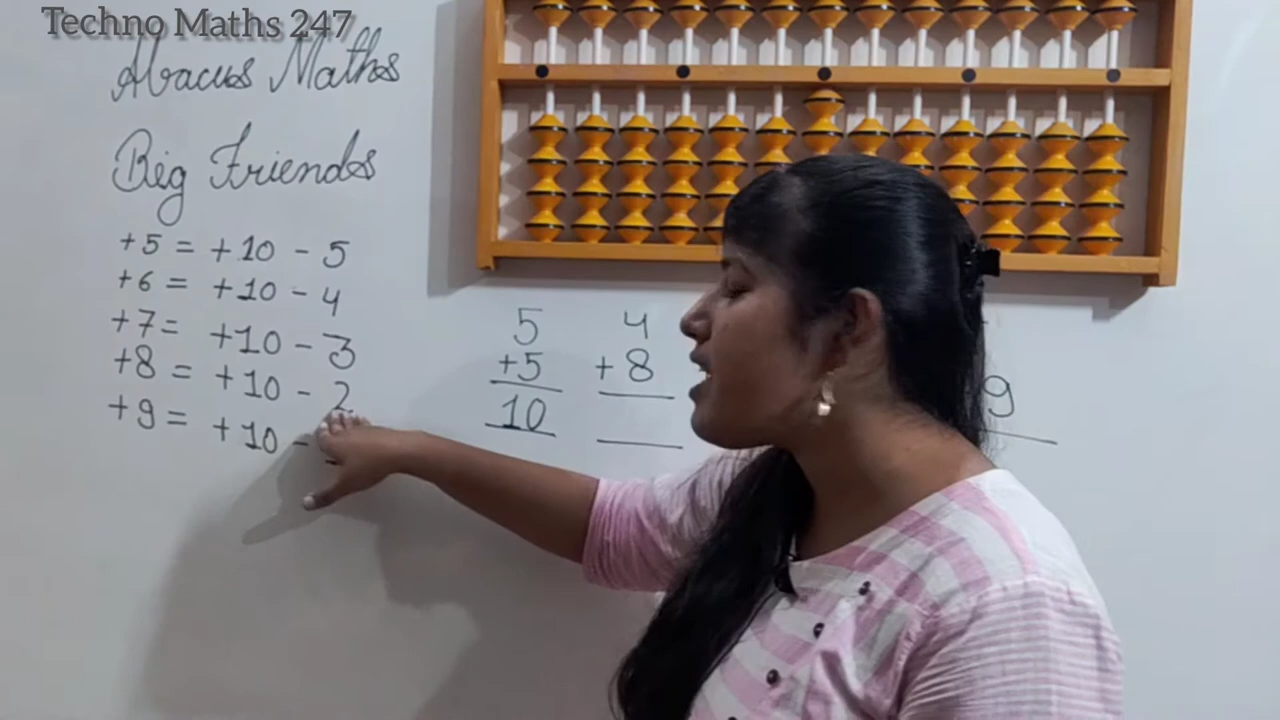 Techno Maths 247
Abacus Maths
Big Friends
+5 = +10 - 5
+6 = +10 - 4
+7 = +10 - 3
+8 = +10 - 2
+9 = +10 -
5
+5
10
4
+8
9